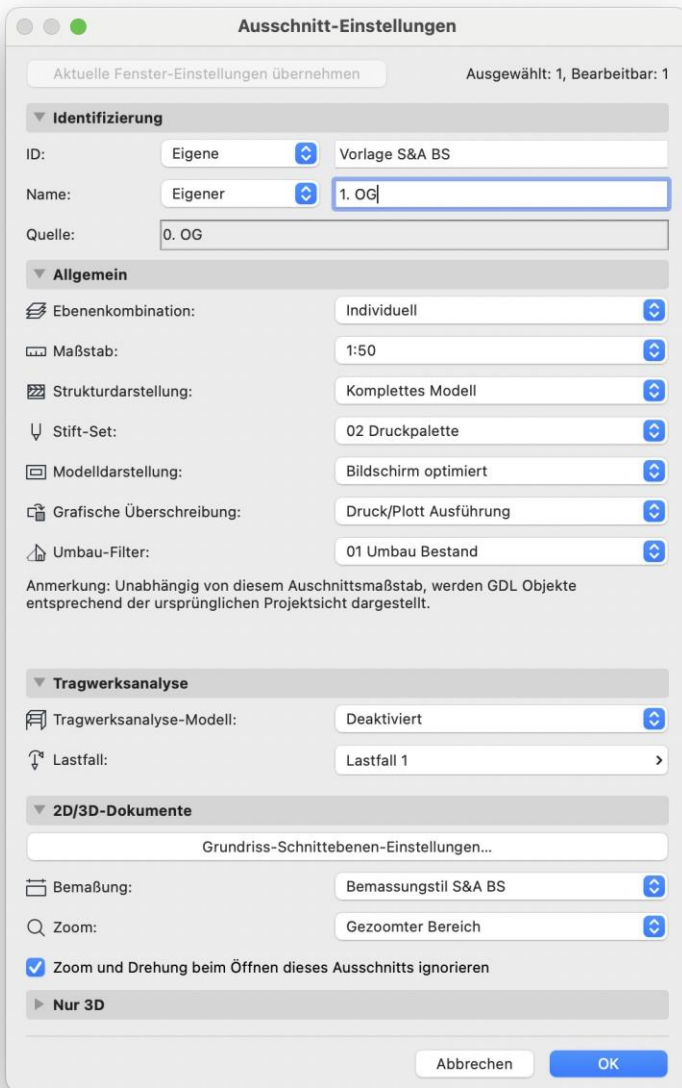 Ausschnitt-Einstellungen
Aktuelle Fenster-Einstellungen übernehmen Ausgewählt: 1, Bearbeitbar: 1
Identifizierung
ID: Eigene Vorlage S&A BS
Name: Eigener 1. OG
Quelle: 0. OG
Allgemein
Ebenenkombination: Individuell
Maßstab: 1:50
Strukturdarstellung: Komplettes Modell
Stift-Set: 02 Druckpalette
Modelldarstellung: Bildschirm optimiert
Grafische Überschreibung: Druck/Plott Ausführung
Umbau-Filter: 01 Umbau Bestand
Anmerkung: Unabhängig von diesem Auschnittsmaßstab, werden GDL Objekte
entsprechend der ursprünglichen Projektsicht dargestellt.
Tragwerksanalyse
Tragwerksanalyse-Modell: Deaktiviert
Lastfall: Lastfall 1
2D/3D-Dokumente
Grundriss-Schnittebenen-Einstellungen...
Bemaßung: Bemassungstil S&A BS
Zoom: Gezoomter Bereich
Zoom und Drehung beim Öffnen dieses Ausschnitts ignorieren
Nur 3D
Abbrechen OK